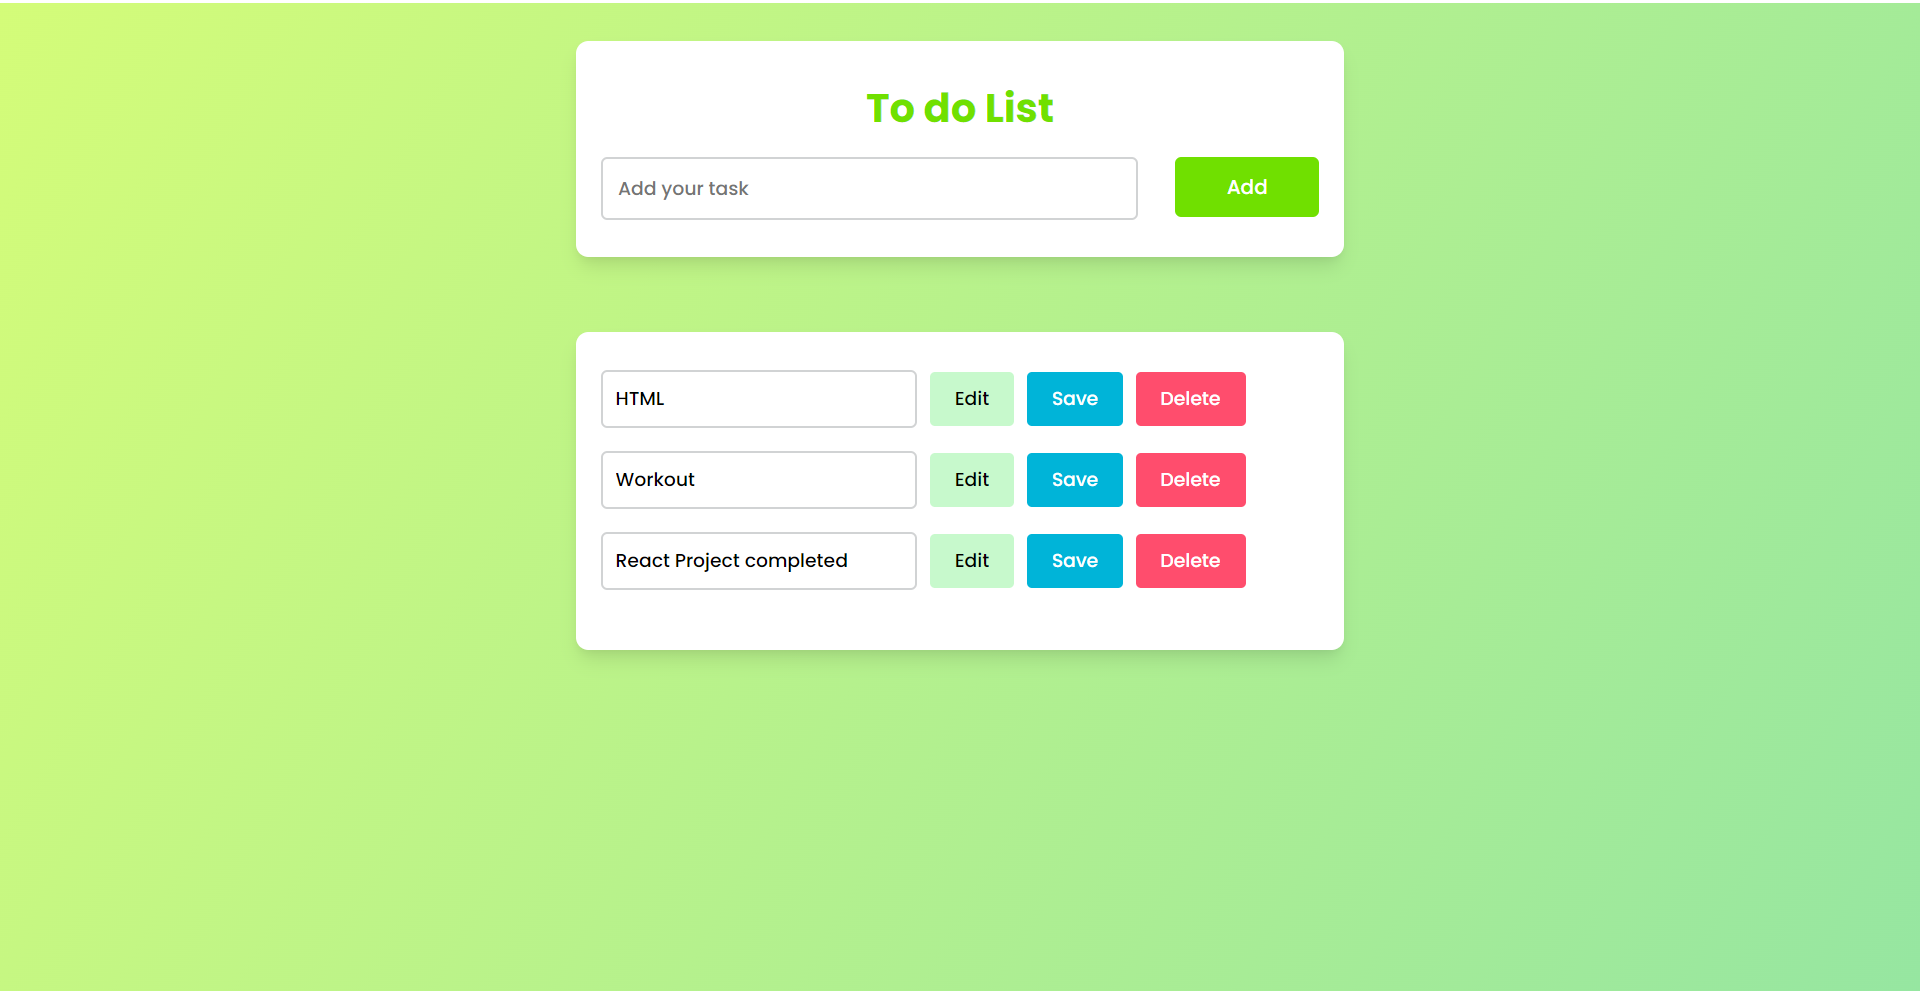 To do List
Add your task Add
HTML Edit Save Delete
Workout Edit Save Delete
React Project completed Edit Save Delete